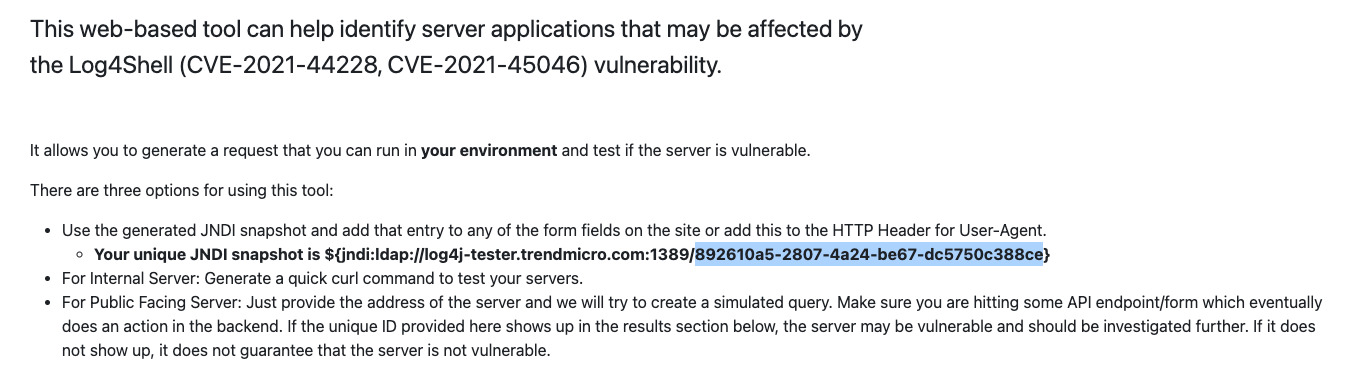 This web-based tool can help identify server applications that may be affected by
the Log4Shell (CVE-2021-44228, CVE-2021-45046) vulnerability.
It allows you to generate a request that you can run in your environment and test if the server is vulnerable.
There are three options for using this tool:
• Use the generated JNDI snapshot and add that entry to any of the form fields on the site or add this to the HTTP Header for User-Agent.
◦ Your unique JNDI snapshot is ${jndi:ldap://log4j-tester.trendmicro.com:1389/892610a5-2807-4a24-be67-dc5750c388ce}
• For Internal Server: Generate a quick curl command to test your servers.
• For Public Facing Server: Just provide the address of the server and we will try to create a simulated query. Make sure you are hitting some API endpoint/form which eventually
does an action in the backend. If the unique ID provided here shows up in the results section below, the server may be vulnerable and should be investigated further. If it does
not show up, it does not guarantee that the server is not vulnerable.